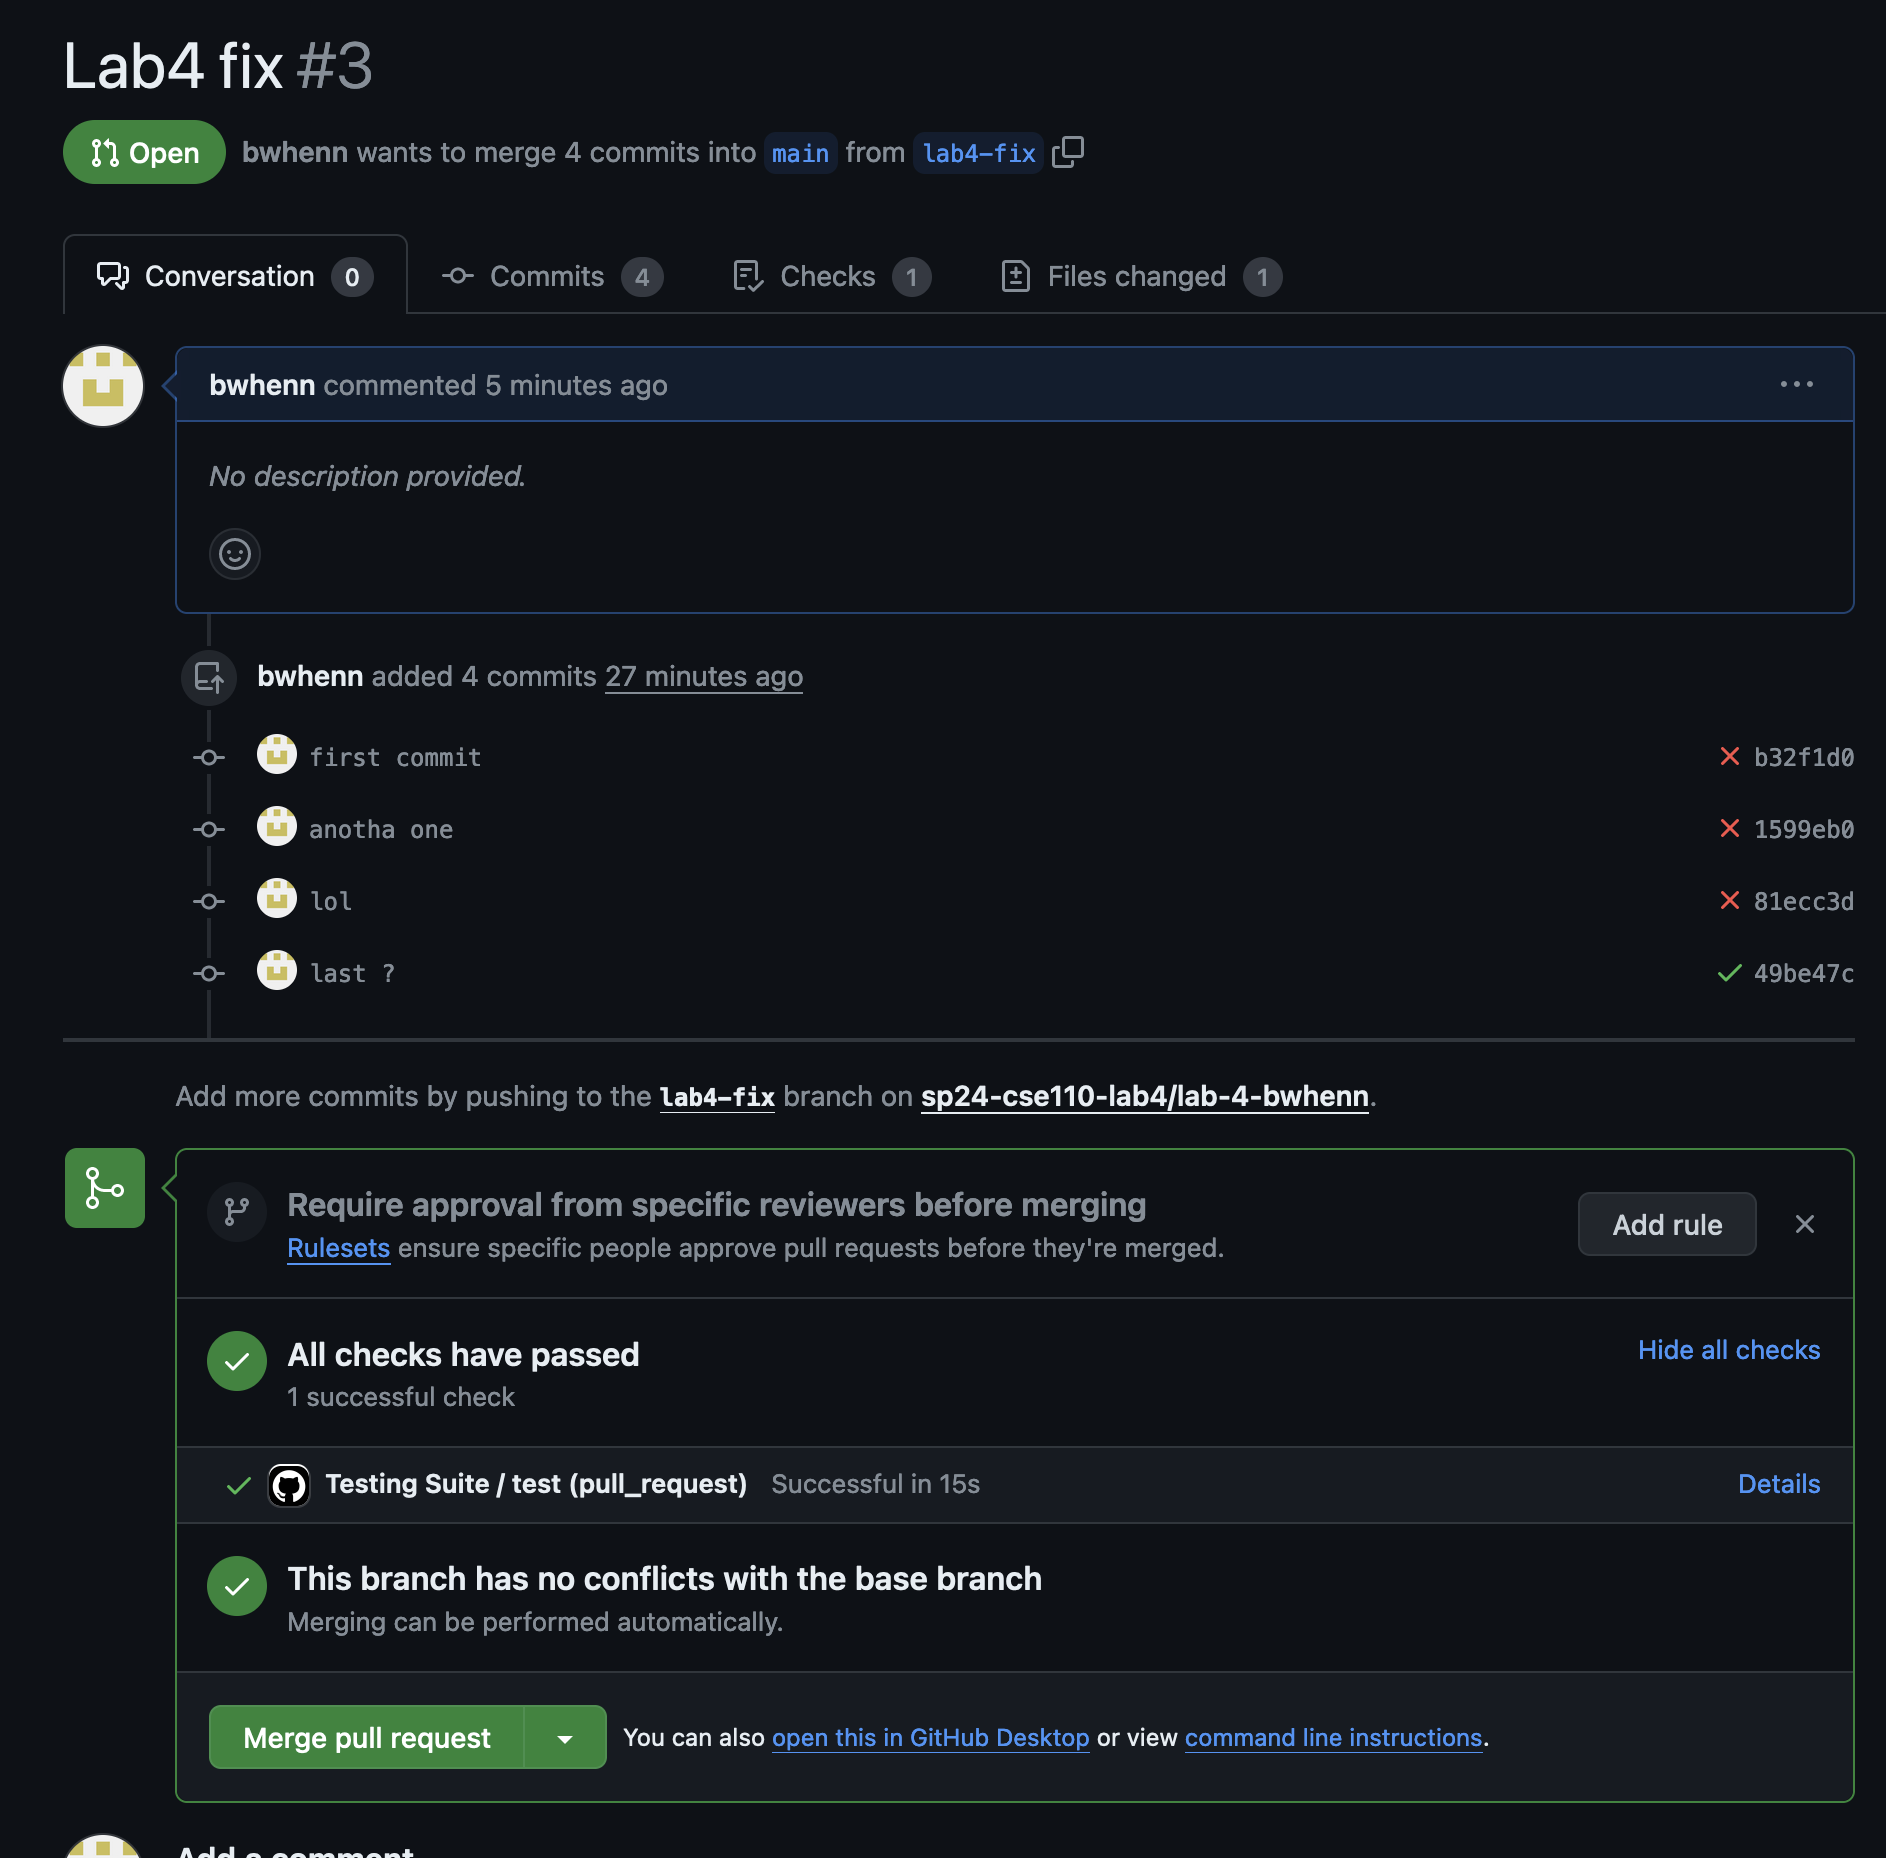 Lab4 fix #3
Open bwhenn wants to merge 4 commits into main from lab4-fix
Conversation 0 Commits 4 Checks 1 Files changed 1
bwhenn commented 5 minutes ago
No description provided.
bwhenn added 4 commits 27 minutes ago
first commit b32f1d0
anotha one 1599eb0
lol 81ecc3d
last ? 49be47c
Add more commits by pushing to the lab4-fix branch on sp24-cse110-lab4/lab-4-bwhenn.
Require approval from specific reviewers before merging
Rulesets ensure specific people approve pull requests before they're merged.
Add rule
All checks have passed
Hide all checks
1 successful check
Testing Suite / test (pull_request) Successful in 15s Details
This branch has no conflicts with the base branch
Merging can be performed automatically.
Merge pull request You can also open this in GitHub Desktop or view command line instructions.
Add a comment